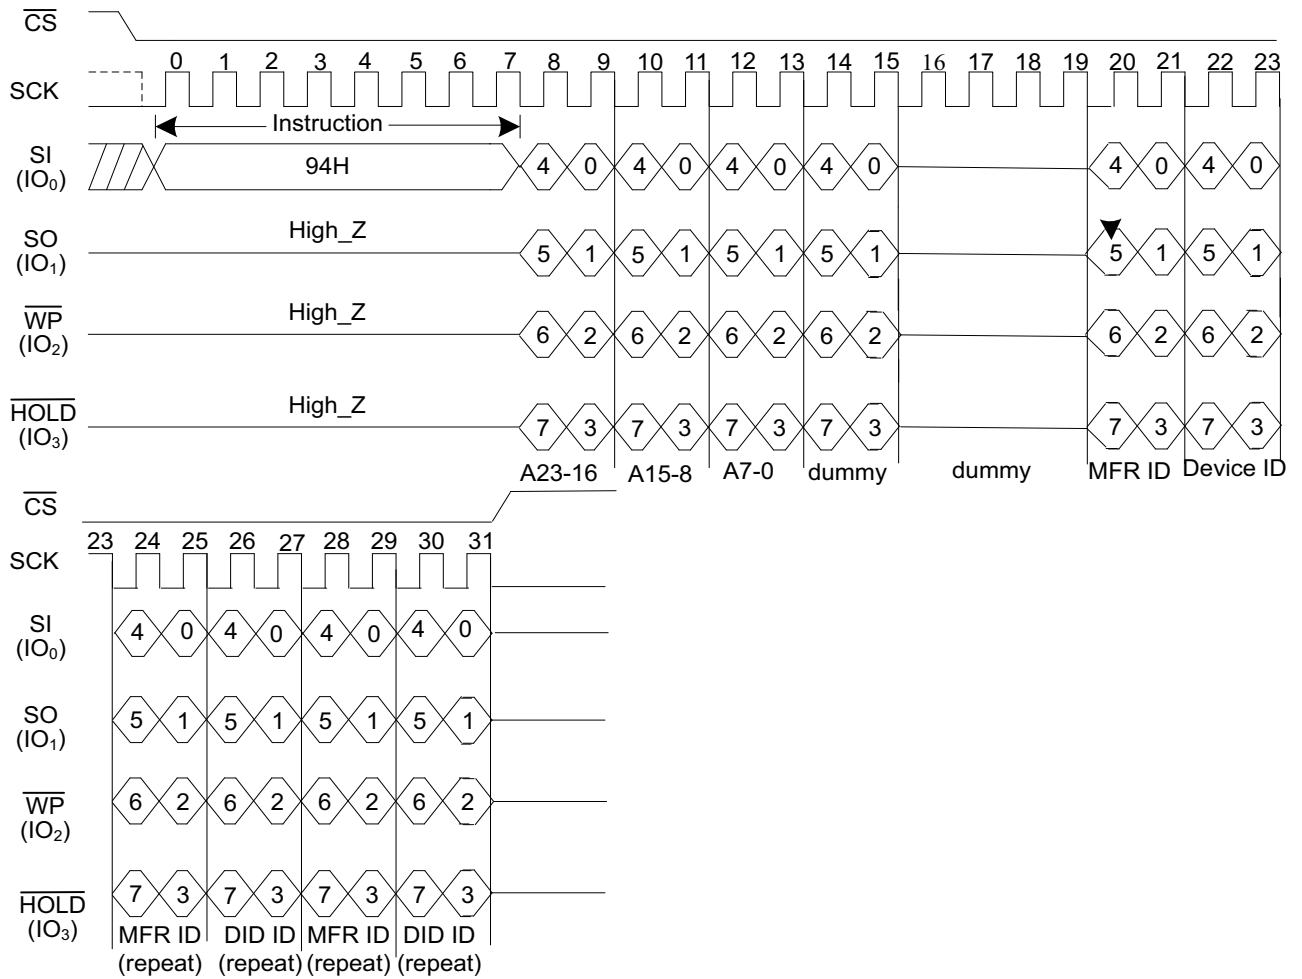 CS
0 1 2 3 4 5 6 7 8 9 10 11 12 13 14 15 16 17 18 19 20 21 22 23
SCK
Instruction
SI
(IO₀)
94H
4 0 4 0 4 0 4 0 4 0 4 0
SO
(IO₁)
High_Z
5 1 5 1 5 1 5 1 5 1 5 1
WP
(IO₂)
High_Z
6 2 6 2 6 2 6 2 6 2 6 2
HOLD
(IO₃)
High_Z
7 3 7 3 7 3 7 3 7 3 7 3
A23-16 A15-8 A7-0 dummy dummy MFR ID Device ID
CS
23 24 25 26 27 28 29 30 31
SCK
SI
(IO₀)
4 0 4 0 4 0 4 0
SO
(IO₁)
5 1 5 1 5 1 5 1
WP
(IO₂)
6 2 6 2 6 2 6 2
HOLD
(IO₃)
7 3 7 3 7 3 7 3
MFR ID DID ID MFR ID DID ID
(repeat) (repeat) (repeat) (repeat)